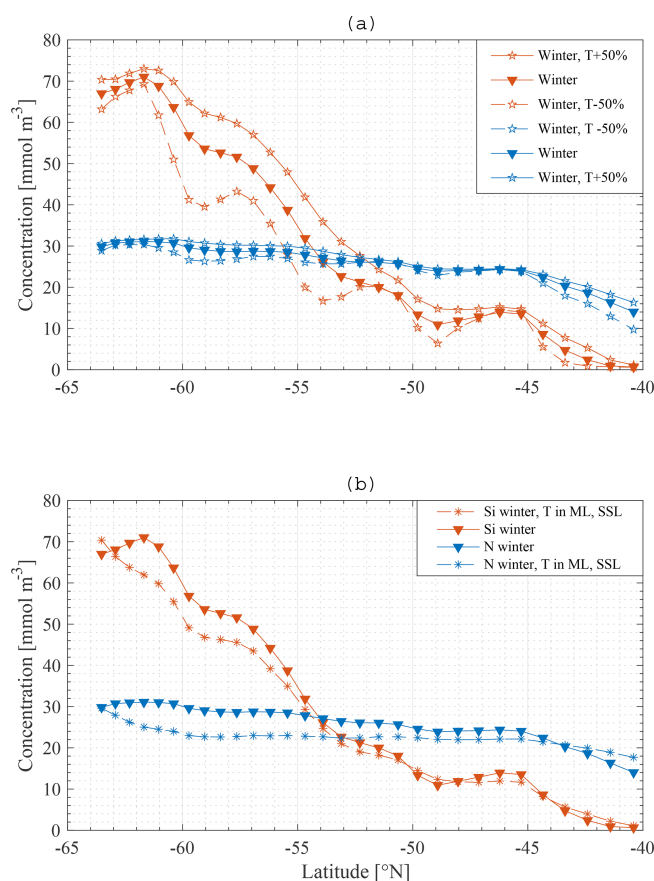 (a)
80
70
60
50
40
30
20
10
0
Concentration [mmol m-3]
Winter, T+50%
Winter
Winter, T-50%
Winter, T -50%
Winter
Winter, T+50%
-65 -60 -55 -50 -45 -40
(b)
80
70
60
50
40
30
20
10
0
Concentration [mmol m-3]
Si winter, T in ML, SSL
Si winter
N winter
N winter, T in ML, SSL
-65 -60 -55 -50 -45 -40
Latitude [°N]